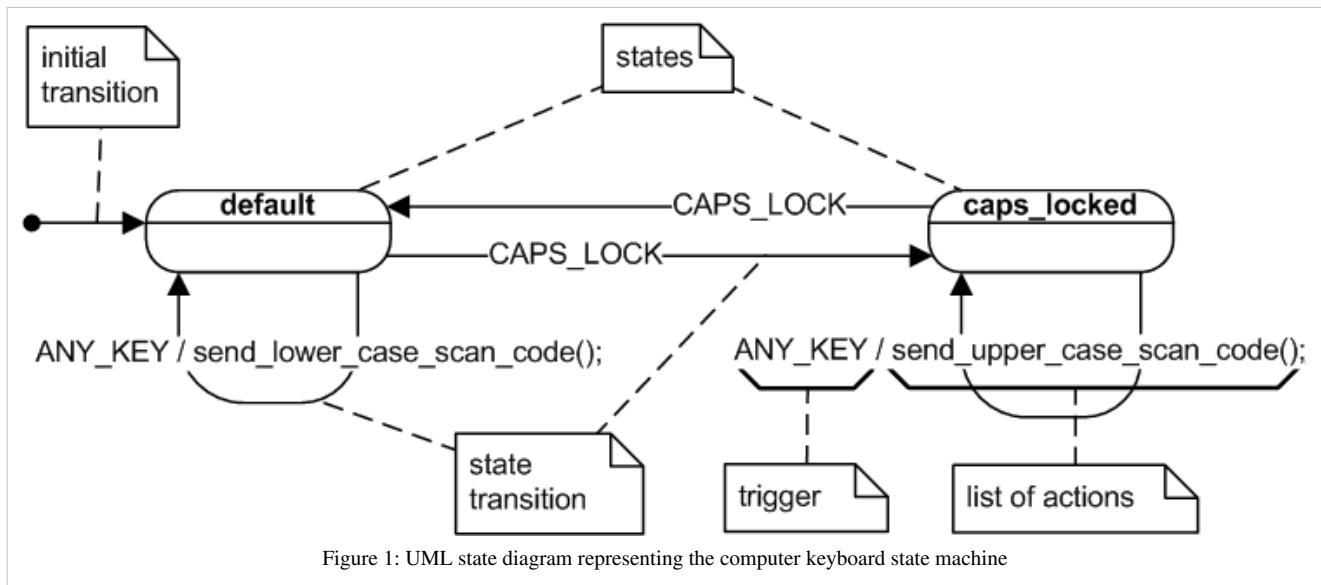 initial
transition
states
default
CAPS_LOCK
caps_locked
CAPS_LOCK
ANY_KEY / send_lower_case_scan_code();
ANY_KEY / send_upper_case_scan_code();
state
transition
trigger
list of actions
Figure 1: UML state diagram representing the computer keyboard state machine